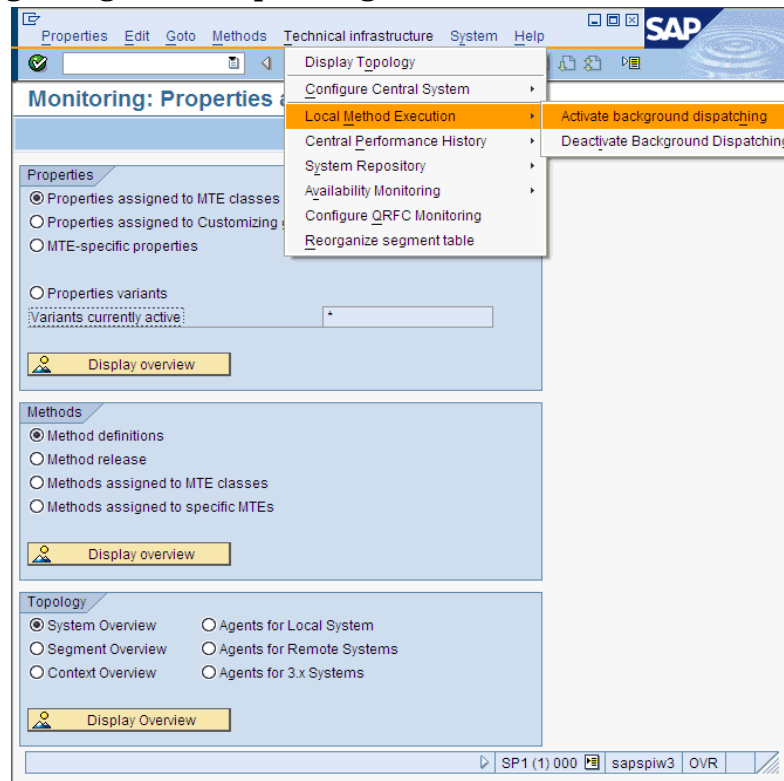 Properties Edit Goto Methods Technical infrastructure System Help
SAP
Display Topology
Configure Central System
Monitoring: Properties
Local Method Execution
Activate background dispatching
Central Performance History
Deactivate Background Dispatching
System Repository
Availability Monitoring
Configure QRFC Monitoring
Reorganize segment table
Properties
Properties assigned to MTE classes
Properties assigned to Customizing
MTE-specific properties
Properties variants
Variants currently active *
Display overview
Methods
Method definitions
Method release
Methods assigned to MTE classes
Methods assigned to specific MTEs
Display overview
Topology
System Overview Agents for Local System
Segment Overview Agents for Remote Systems
Context Overview Agents for 3.x Systems
Display Overview
SP1 (1) 000 sapspiw3 OVR